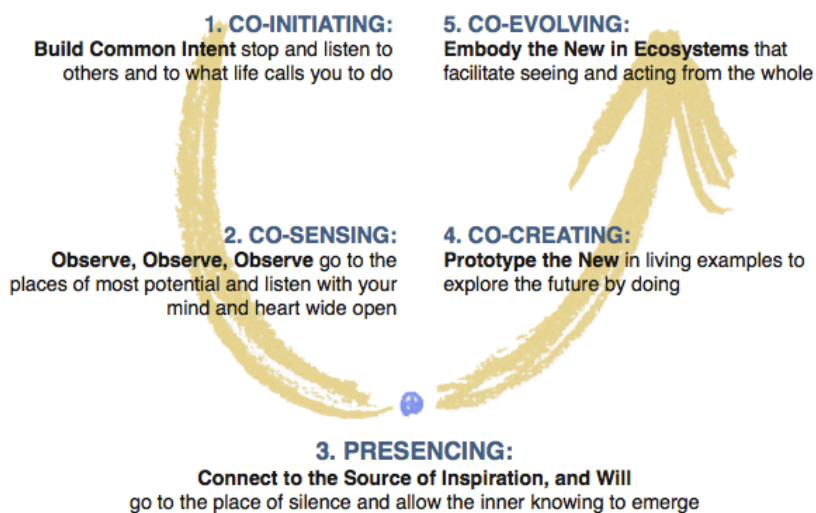 1. CO-INITIATING:
Build Common Intent stop and listen to
others and to what life calls you to do
2. CO-SENSING:
Observe, Observe, Observe go to the
places of most potential and listen with your
mind and heart wide open
3. PRESENCING:
Connect to the Source of Inspiration, and Will
go to the place of silence and allow the inner knowing to emerge
4. CO-CREATING:
Prototype the New in living examples to
explore the future by doing
5. CO-EVOLVING:
Embody the New in Ecosystems that
facilitate seeing and acting from the whole